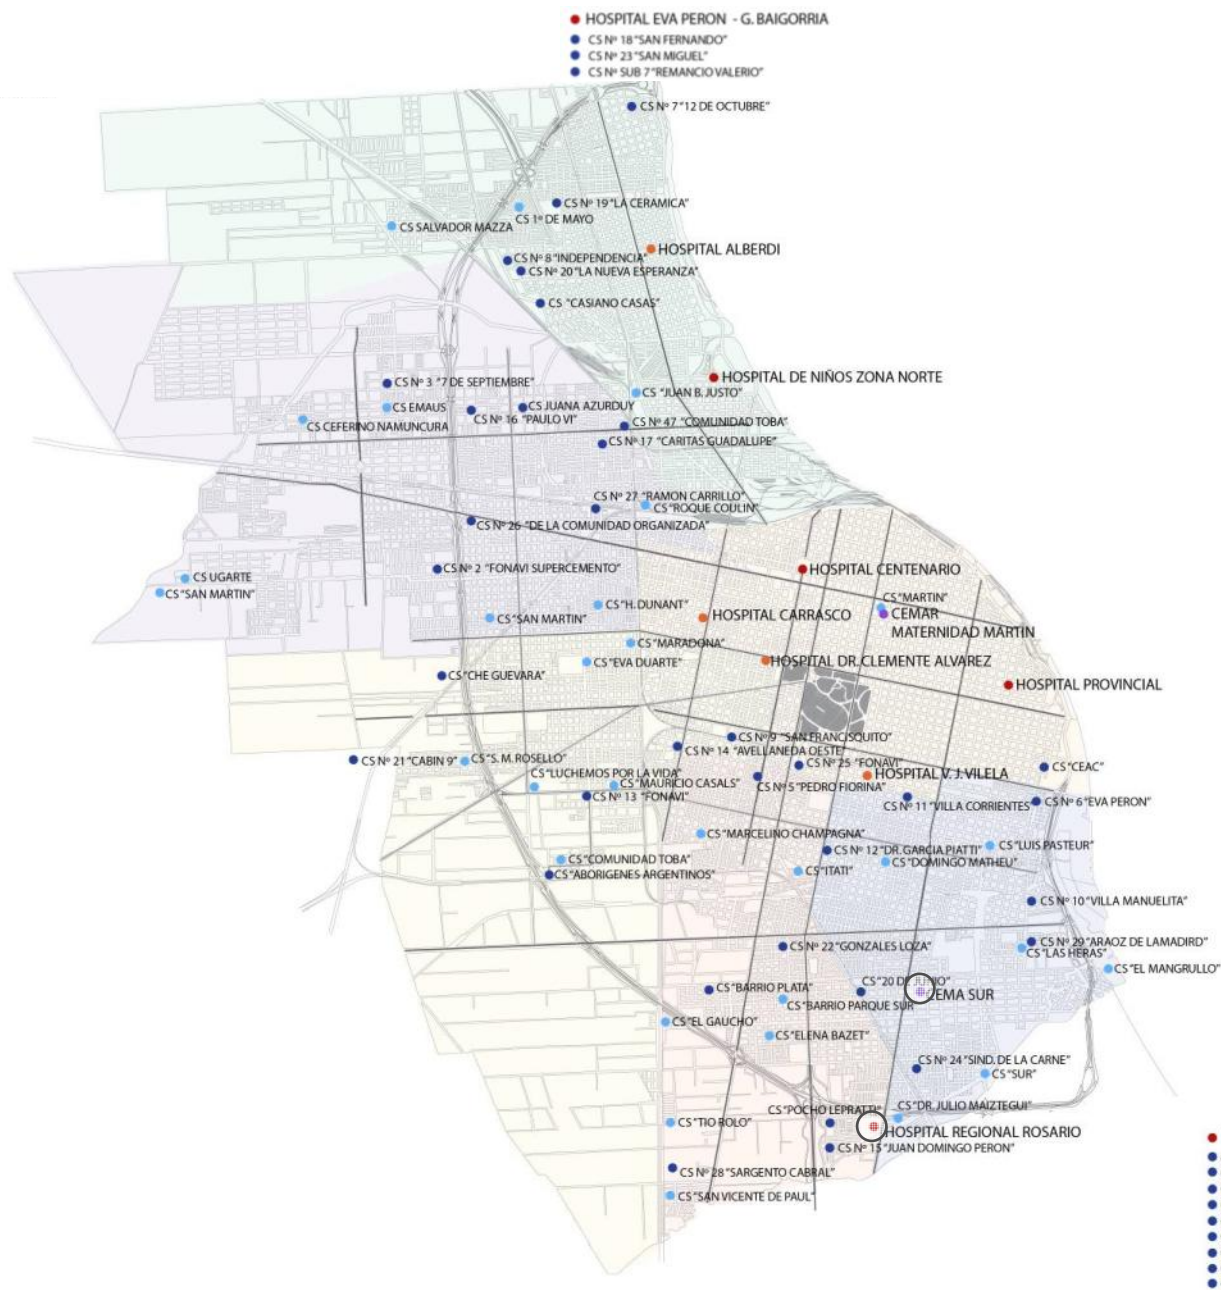 HOSPITAL EVA PERON - G. BAIGORRIA
CS Nº 18 "SAN FERNANDO"
CS Nº 23 "SAN MIGUEL"
CS Nº SUB 7 "REMANCIO VALERIO"
CS Nº 7 "12 DE OCTUBRE"
CS Nº 19 "LA CERAMICA"
CS 1º DE MAYO
CS SALVADOR MAZZA
HOSPITAL ALBERDI
CS Nº 8 "INDEPENDENCIA"
CS Nº 20 "LA NUEVA ESPERANZA"
CS "CASIANO CASAS"
HOSPITAL DE NIÑOS ZONA NORTE
CS Nº 3 "7 DE SEPTIEMBRE"
CS "JUAN B. JUSTO"
CS EMAUS
CS JUANA AZURDUY
CS Nº 16 "PAULO VI"
CS CEFERINO NAMUNCURA
CS Nº 47 "COMUNIDAD TOBA"
CS Nº 17 "CARITAS GUADALUPE"
CS Nº 27 "RAMON CARRILLO"
CS "ROQUE COULIN"
CS Nº 26 "DE LA COMUNIDAD ORGANIZADA"
CS Nº 2 "FONAVI SUPERCEMENTO"
HOSPITAL CENTENARIO
CS UGARTE
CS "SAN MARTIN"
CS "MARTIN"
CS "H. DUNANT"
CEMAR
MATERNIDAD MARTIN
CS "SAN MARTIN"
HOSPITAL CARRASCO
CS "MARADONA"
CS "EVA DUARTE"
HOSPITAL DR. CLEMENTE ALVAREZ
CS "CHE GUEVARA"
HOSPITAL PROVINCIAL
CS Nº 9 "SAN FRANCISQUITO"
CS Nº 14 "AVELLANEDA OESTE"
CS Nº 21 "CABIN 9"
CS "S. M. ROSELLO"
CS Nº 25 "FONAVI"
CS "CEAC"
CS "LUCHEMOS POR LA VIDA"
HOSPITAL V. J. VILELA
CS "MAURICIO CASALS"
CS Nº 5 "PEDRO FIORINA"
CS Nº 13 "FONAVI"
CS Nº 11 "VILLA CORRIENTES"
CS Nº 6 "EVA PERON"
CS "MARCELINO CHAMPAGNA"
CS Nº 12 "DR. GARCIA PIATTI"
CS "LUIS PASTEUR"
CS "COMUNIDAD TOBA"
CS "DOMINGO MATHEU"
CS "ABORIGENES ARGENTINOS"
CS "ITATI"
CS Nº 10 "VILLA MANUELITA"
CS Nº 22 "GONZALES LOZA"
CS Nº 29 "ARAOZ DE LAMADIRD"
CS "LAS HERAS"
CS "EL MANGRULLO"
CS "BARRIO PLATA"
CS "20 DE JUNIO"
CEMA SUR
CS "BARRIO PARQUE SUR
CS "EL GAUCHO"
CS "ELENA BAZET"
CS Nº 24 "SIND. DE LA CARNE"
CS "SUR"
CS "POCHO LEPRATTI"
CS "DR. JULIO MAIZTEGUI"
CS "TIO ROLO"
HOSPITAL REGIONAL ROSARIO
CS Nº 15 "JUAN DOMINGO PERON"
CS Nº 28 "SARGENTO CABRAL"
CS "SAN VICENTE DE PAUL"